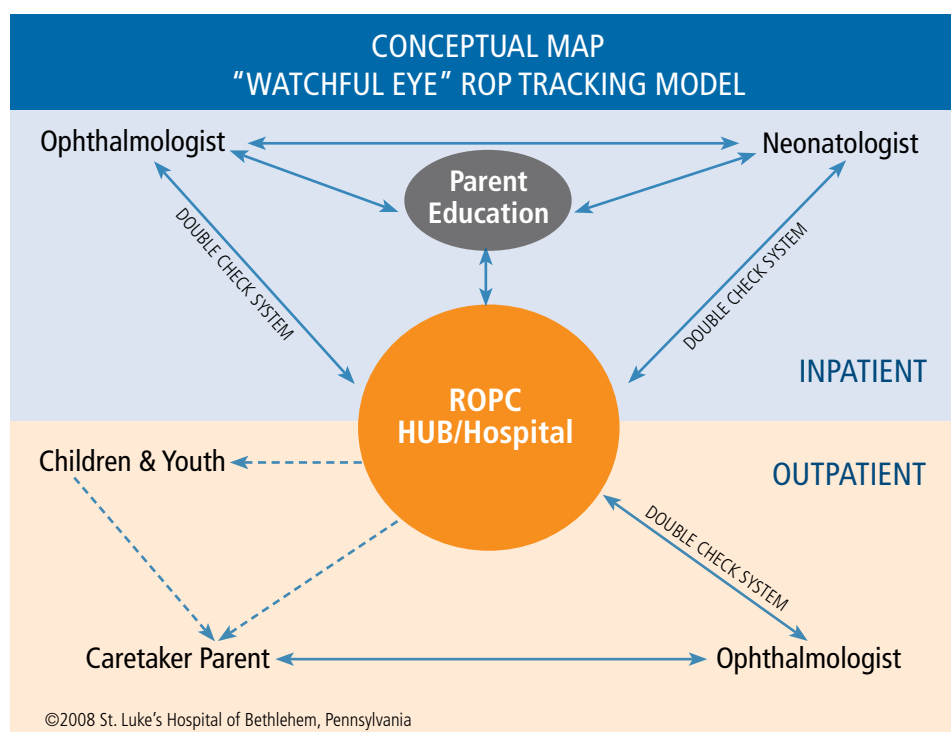 CONCEPTUAL MAP
“WATCHFUL EYE” ROP TRACKING MODEL
Ophthalmologist
Neonatologist
Parent
Education
DOUBLE CHECK SYSTEM
DOUBLE CHECK SYSTEM
INPATIENT
ROPC
HUB/Hospital
Children & Youth
OUTPATIENT
DOUBLE CHECK SYSTEM
Caretaker Parent
Ophthalmologist
©2008 St. Luke’s Hospital of Bethlehem, Pennsylvania